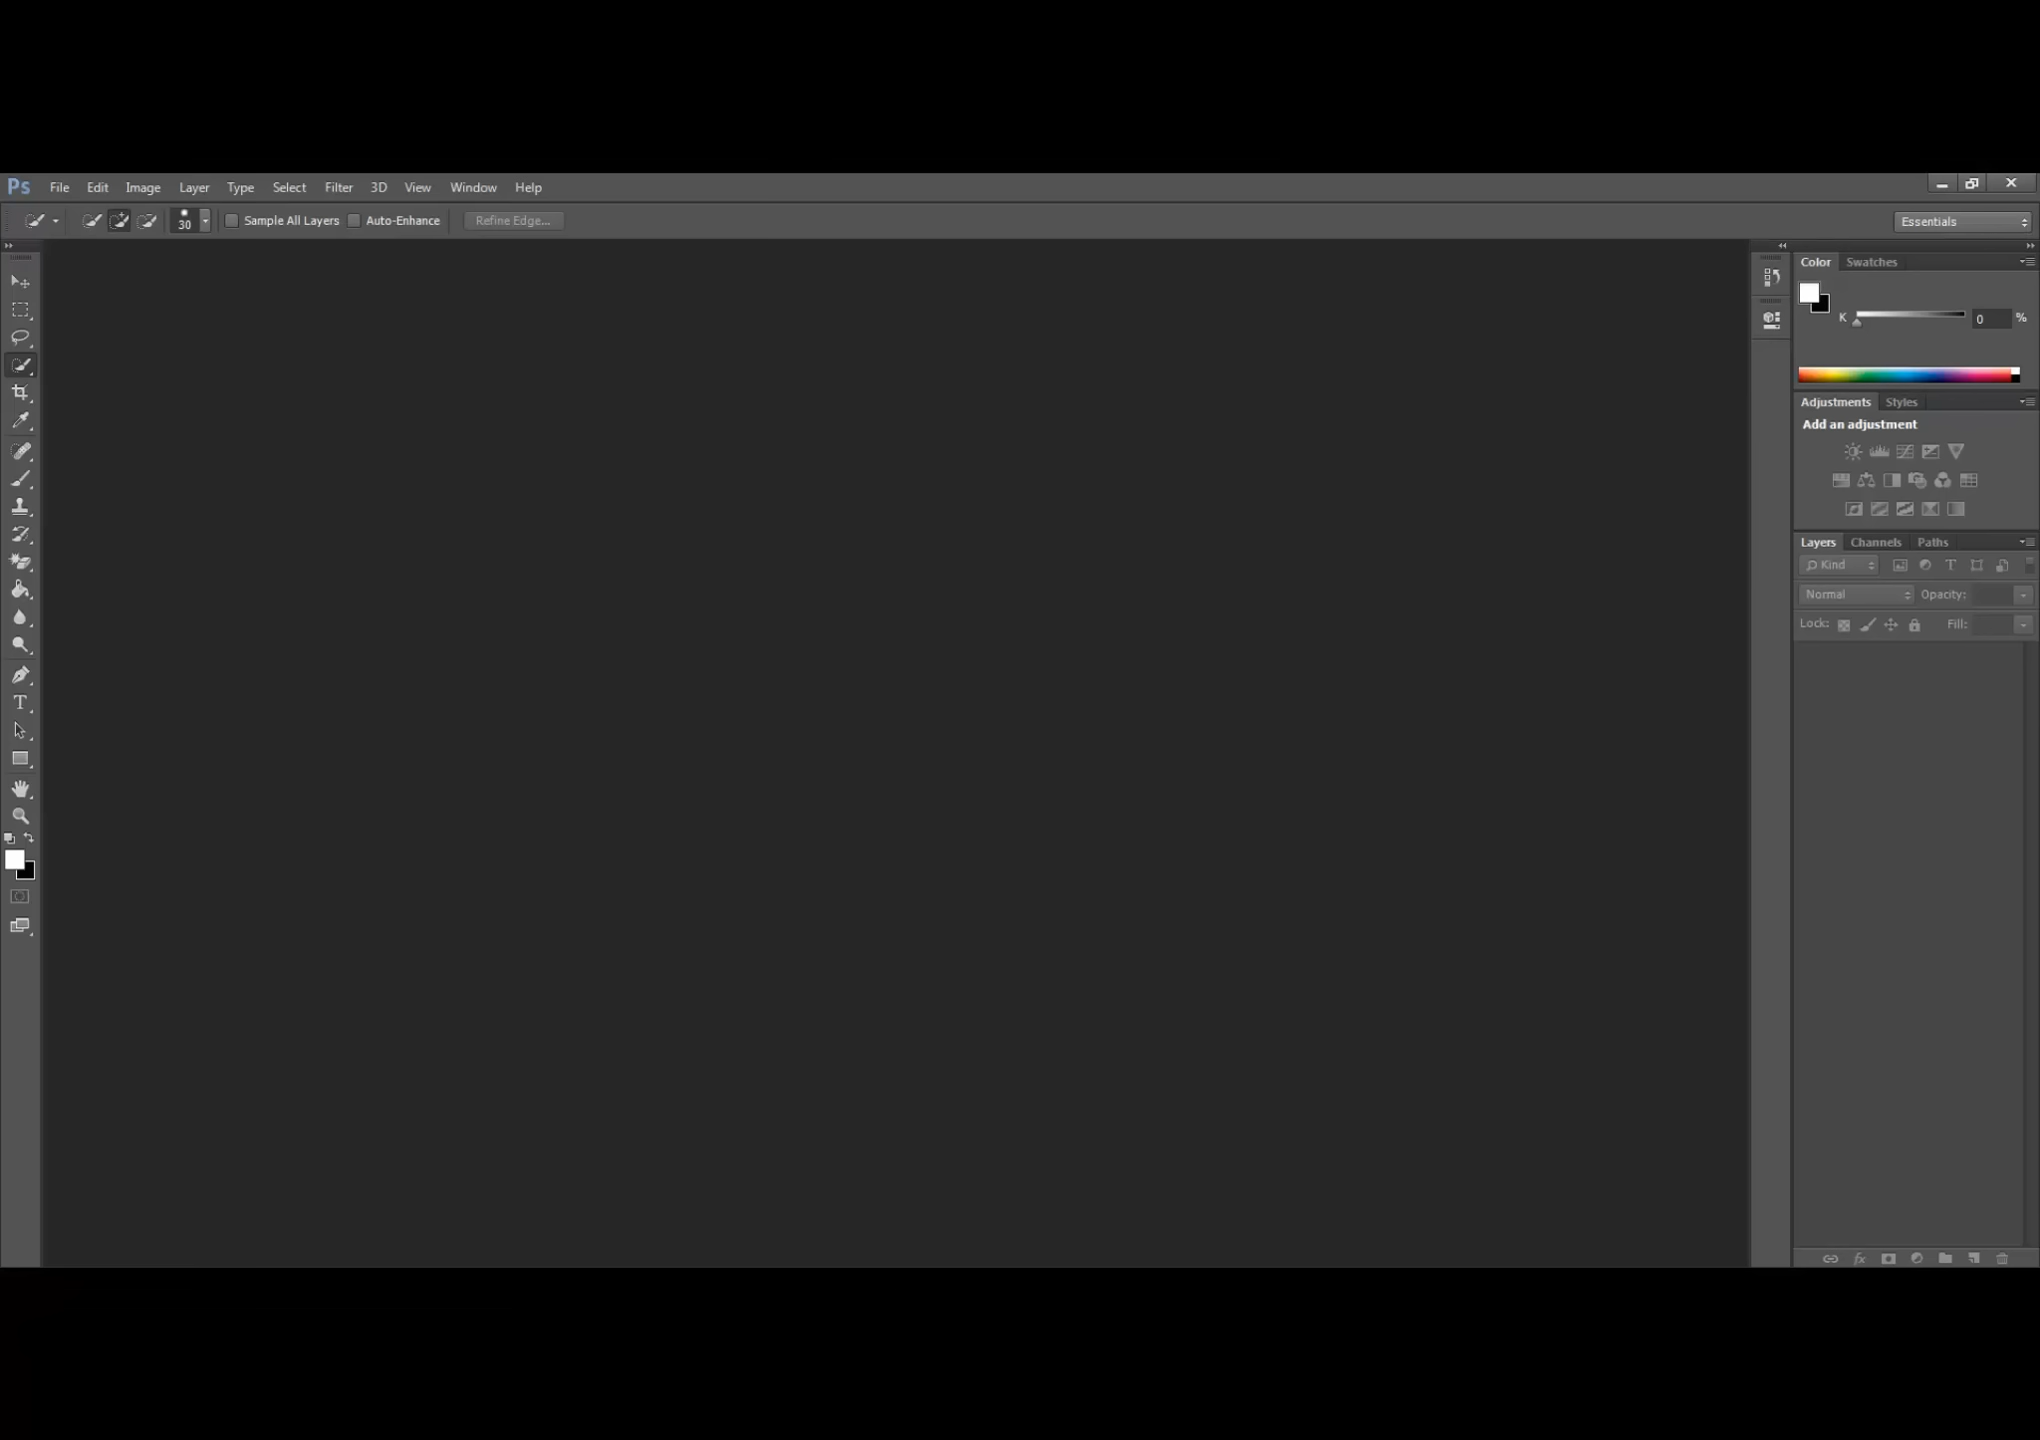 Ps File Edit Image Layer Type Select Filter 3D View Window Help
30 Sample All Layers Auto-Enhance Refine Edge... Essentials
Color Swatches
K 0 %
Adjustments Styles
Add an adjustment
Layers Channels Paths
Kind T
Normal Opacity:
Lock: Fill:
T
fx